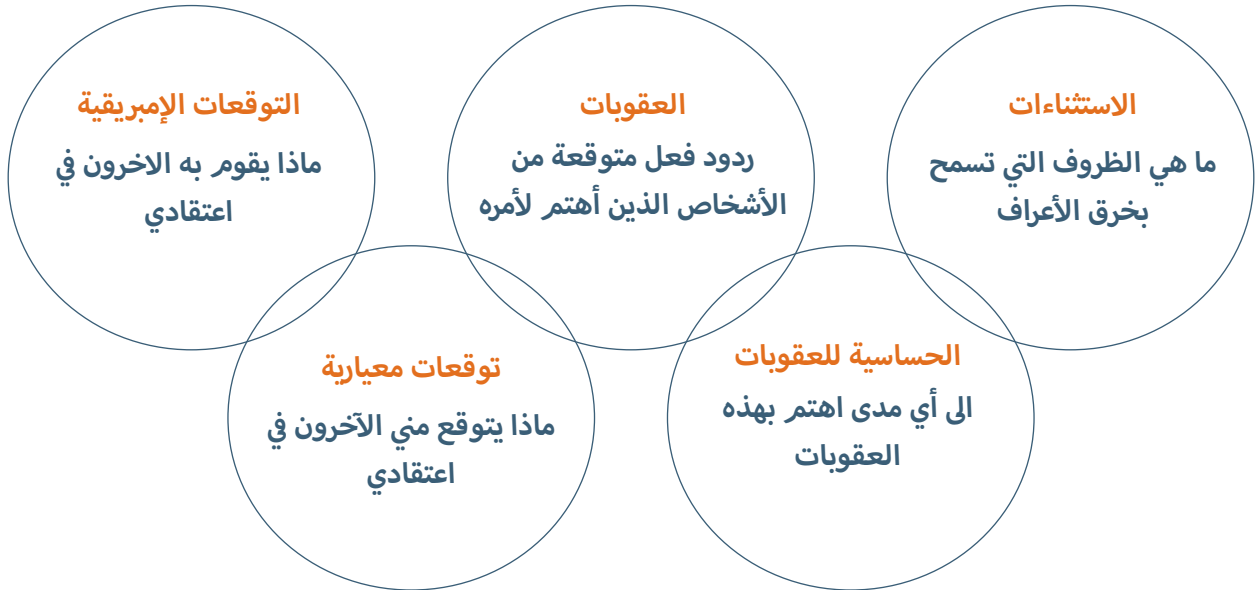 الاستثناءات
ما هي الظروف التي تسمح
بخرق الأعراف
العقوبات
ردود فعل متوقعة من
الأشخاص الذين أهتم لأمره
التوقعات الإمبريقية
ماذا يقوم به الاخرون في
اعتقادي
الحساسية للعقوبات
الى أي مدى اهتم بهذه
العقوبات
توقعات معيارية
ماذا يتوقع مني الآخرون في
اعتقادي